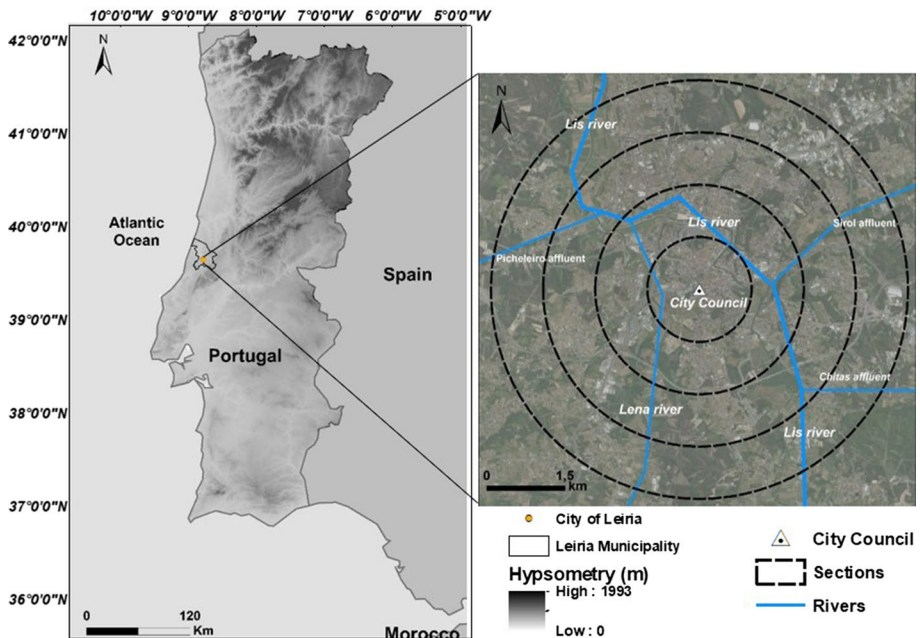 10°0'0"W 9°0'0"W 8°0'0"W 7°0'0"W 6°0'0"W 5°0'0"W
42°0'0"N
41°0'0"N
40°0'0"N
39°0'0"N
38°0'0"N
37°0'0"N
36°0'0"N
N
Atlantic
Ocean
Spain
Portugal
Morocco
0 120
Km
N
Lis river
Lis river
Sirol affluent
Picheleiro affluent
City Council
Chitas affluent
Lena river
Lis river
0 1,5
km
City of Leiria
Leiria Municipality
Hypsometry (m)
High : 1993
Low : 0
City Council
Sections
Rivers